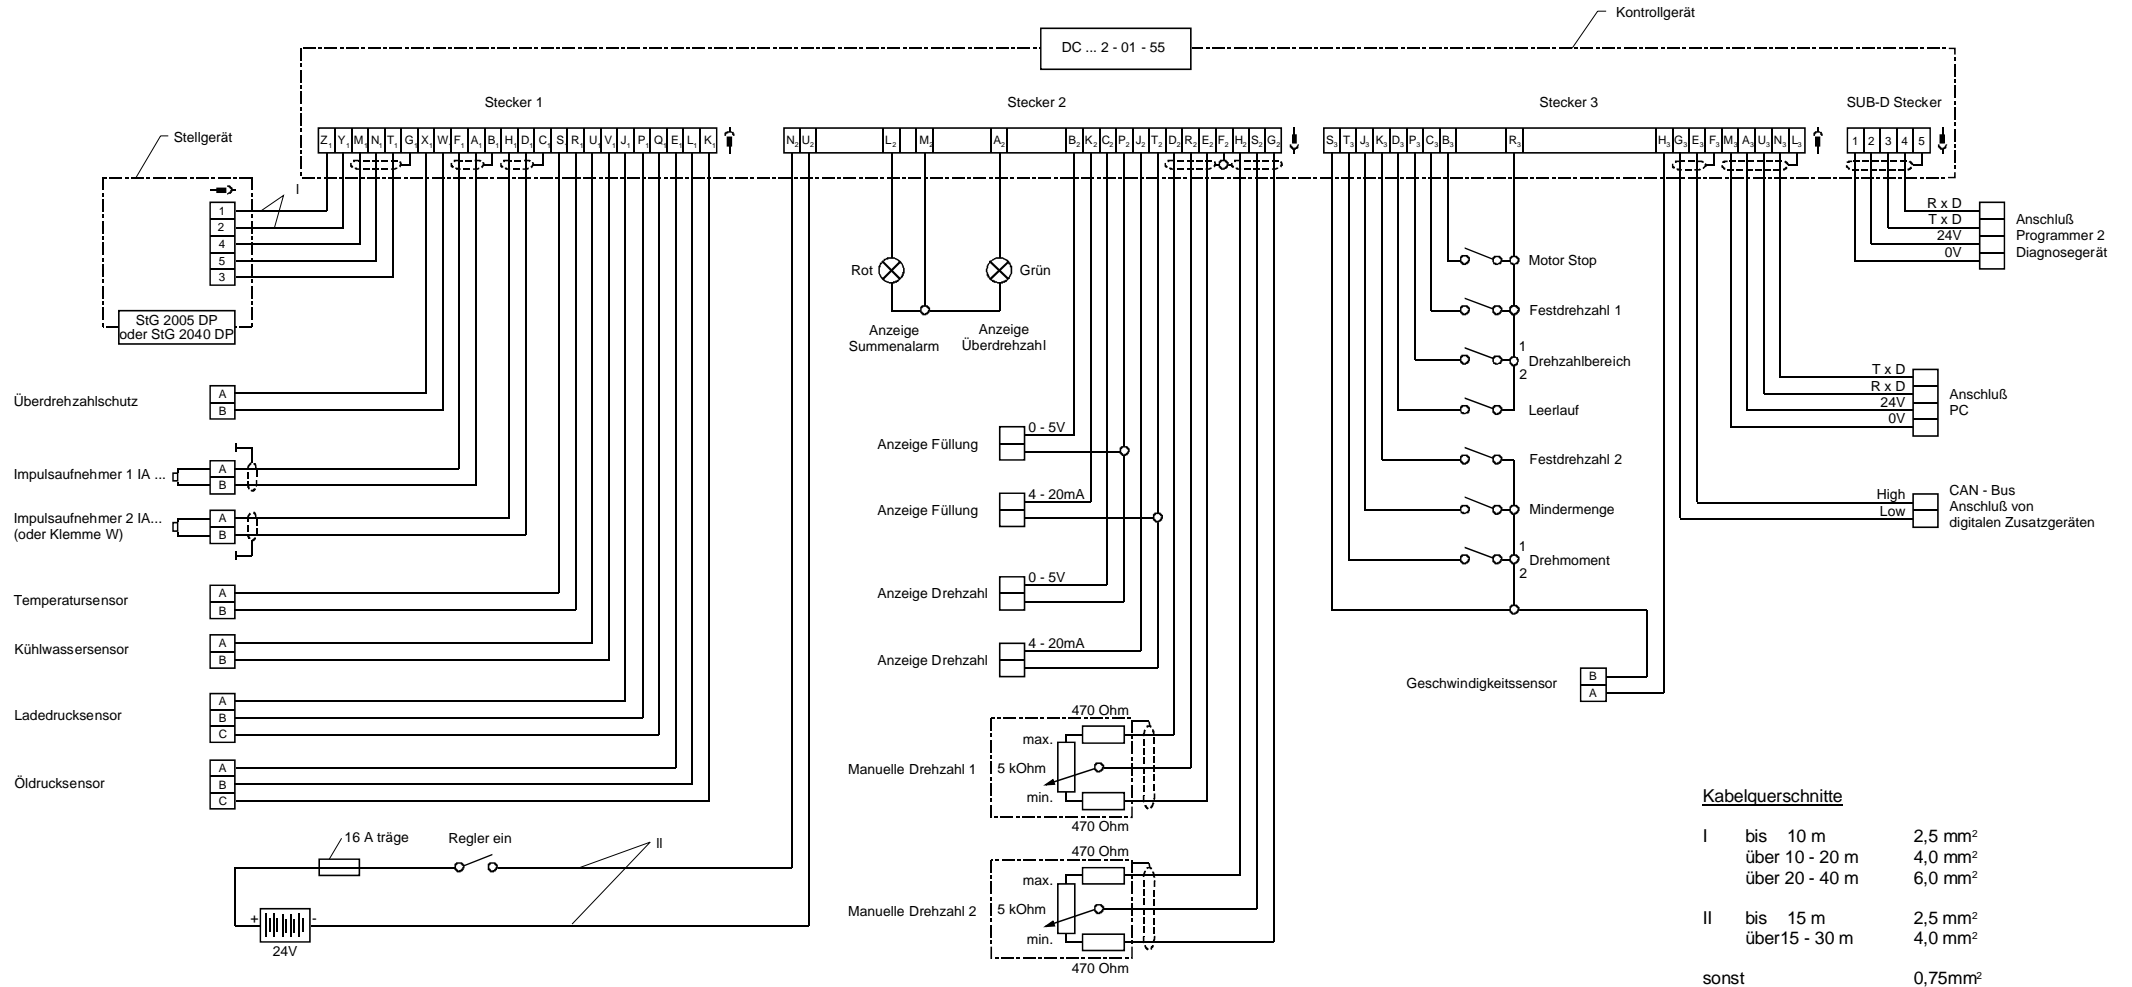 Kontrollgerät
DC ... 2 - 01 - 55
Stecker 1
Stecker 2
Stecker 3
SUB-D Stecker
Stellgerät
Z1 Y1 M1 N1 T1 G1 X1 W1 F1 A1 B1 H1 D1 C1 S1 R1 U1 V1 J1 P1 Q1 E1 L1 K1
N2 U2 L2 M2 A2 B2 K2 C2 P2 J2 T2 D2 R2 E2 F2 H2 S2 G2
S3 T3 J3 K3 D3 P3 C3 B3 R3 H3 G3 E3 F3 M3 A3 U3 N3 L3
1 2 3 4 5
I
1
2
4
5
3
StG 2005 DP
oder StG 2040 DP
Überdrehzahlschutz
A
B
Impulsaufnehmer 1 IA ...
A
B
Impulsaufnehmer 2 IA...
(oder Klemme W)
A
B
Temperatursensor
A
B
Kühlwassersensor
A
B
Ladedrucksensor
A
B
C
Öldrucksensor
A
B
C
16 A träge
Regler ein
II
+
-
24V
Rot
Grün
Anzeige
Summenalarm
Anzeige
Überdrehzahl
Anzeige Füllung
0 - 5V
Anzeige Füllung
4 - 20mA
Anzeige Drehzahl
0 - 5V
Anzeige Drehzahl
4 - 20mA
470 Ohm
max.
Manuelle Drehzahl 1
5 kOhm
min.
470 Ohm
470 Ohm
max.
Manuelle Drehzahl 2
5 kOhm
min.
470 Ohm
Motor Stop
Festdrehzahl 1
1
Drehzahlbereich
2
Leerlauf
Festdrehzahl 2
Mindermenge
1
Drehmoment
2
Geschwindigkeitssensor
B
A
R x D
T x D
24V
0V
Anschluß
Programmer 2
Diagnosegerät
T x D
R x D
24V
0V
Anschluß
PC
High
Low
CAN - Bus
Anschluß von
digitalen Zusatzgeräten
Kabelquerschnitte
I bis 10 m 2,5 mm²
über 10 - 20 m 4,0 mm²
über 20 - 40 m 6,0 mm²
II bis 15 m 2,5 mm²
über15 - 30 m 4,0 mm²
sonst 0,75mm²